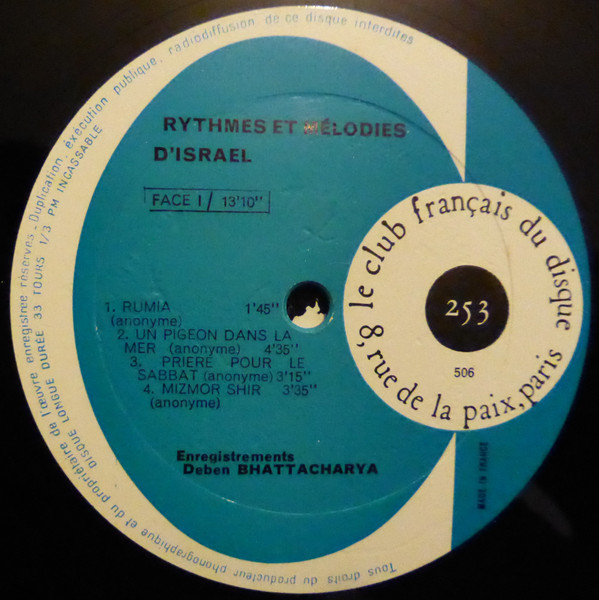 RYTHMES ET MÉLODIES
D'ISRAEL
FACE I / 13'10''
1. RUMIA 1'45''
(anonyme)
2. UN PIGEON DANS LA
MER (anonyme) 4'35''
3. PRIERE POUR LE
SABBAT (anonyme) 3'15''
4. MIZMOR SHIR 3'35''
(anonyme)
Enregistrements
Deben BHATTACHARYA
le club français du disque
8, rue de la paix, paris
253
506
MADE IN FRANCE
Tous droits du producteur phonographique et du propriétaire de l'œuvre enregistrée réservés - Duplication, éxécution publique, radiodiffusion de ce disque interdites
DISQUE LONGUE DURÉE 33 TOURS 1/3 PM INCASSABLE